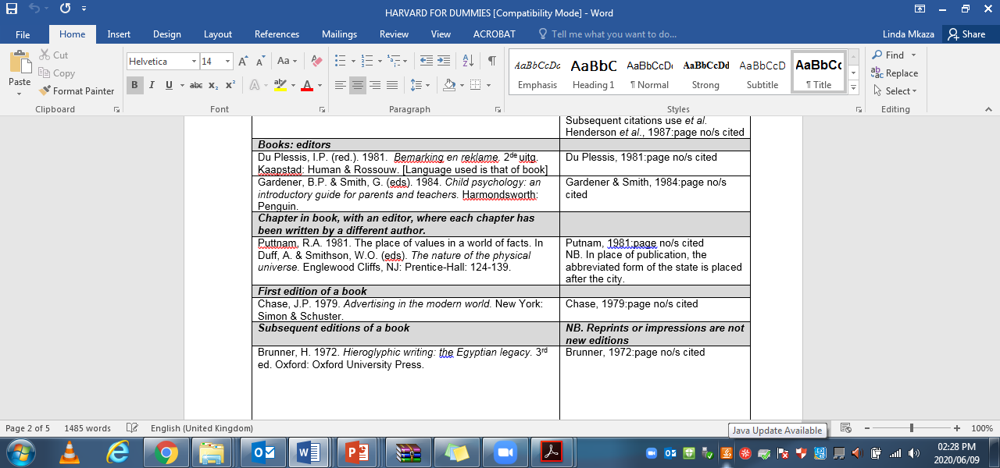 HARVARD FOR DUMMIES [Compatibility Mode] - Word
File Home Insert Design Layout References Mailings Review View ACROBAT Tell me what you want to do... Linda Mkaza Share
Paste
Cut
Copy
Format Painter
Clipboard
Helvetica 14
Font
Paragraph
AaBbCcDc AaBbC AaBbCcDc AaBbCcDd AaBbCcD AaBbCc
Emphasis Heading 1 ¶ Normal Strong Subtitle ¶ Title
Styles
Find
Replace
Select
Editing
Subsequent citations use et al.
Henderson et al., 1987:page no/s cited
Books: editors
Du Plessis, I.P. (red.). 1981. Bemarking en reklame. 2de uitg. Du Plessis, 1981:page no/s cited
Kaapstad: Human & Rossouw. [Language used is that of book]
Gardener, B.P. & Smith, G. (eds). 1984. Child psychology: an Gardener & Smith, 1984:page no/s
introductory guide for parents and teachers. Harmondsworth: cited
Penguin.
Chapter in book, with an editor, where each chapter has
been written by a different author.
Puttnam, R.A. 1981. The place of values in a world of facts. In Putnam, 1981:page no/s cited
Duff, A. & Smithson, W.O. (eds). The nature of the physical NB. In place of publication, the
universe. Englewood Cliffs, NJ: Prentice-Hall: 124-139. abbreviated form of the state is placed
after the city.
First edition of a book
Chase, J.P. 1979. Advertising in the modern world. New York: Chase, 1979:page no/s cited
Simon & Schuster.
Subsequent editions of a book NB. Reprints or impressions are not
new editions
Brunner, H. 1972. Hieroglyphic writing: the Egyptian legacy. 3rd Brunner, 1972:page no/s cited
ed. Oxford: Oxford University Press.
Page 2 of 5 1485 words English (United Kingdom) Java Update Available 100%
02:28 PM
2020/06/09